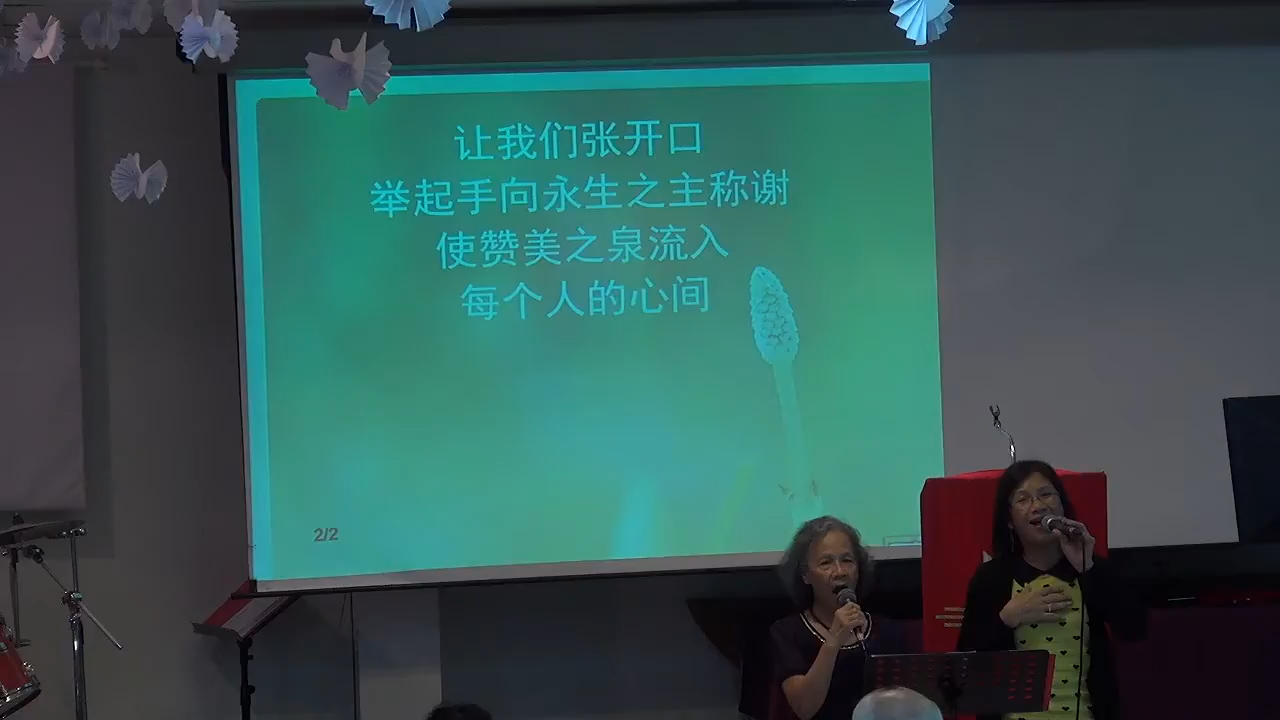 让我们张开口
举起手向永生之主称谢
使赞美之泉流入
每个人的心间
2/2